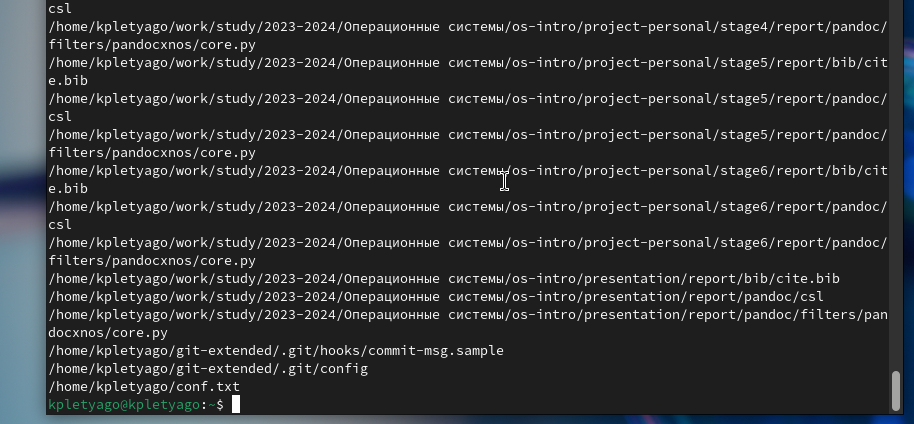 csl
/home/kpletyago/work/study/2023-2024/Операционные системы/os-intro/project-personal/stage4/report/pandoc/
filters/pandocxnos/core.py
/home/kpletyago/work/study/2023-2024/Операционные системы/os-intro/project-personal/stage5/report/bib/cit
e.bib
/home/kpletyago/work/study/2023-2024/Операционные системы/os-intro/project-personal/stage5/report/pandoc/
csl
/home/kpletyago/work/study/2023-2024/Операционные системы/os-intro/project-personal/stage5/report/pandoc/
filters/pandocxnos/core.py
/home/kpletyago/work/study/2023-2024/Операционные системы/os-intro/project-personal/stage6/report/bib/cit
e.bib
/home/kpletyago/work/study/2023-2024/Операционные системы/os-intro/project-personal/stage6/report/pandoc/
csl
/home/kpletyago/work/study/2023-2024/Операционные системы/os-intro/project-personal/stage6/report/pandoc/
filters/pandocxnos/core.py
/home/kpletyago/work/study/2023-2024/Операционные системы/os-intro/presentation/report/bib/cite.bib
/home/kpletyago/work/study/2023-2024/Операционные системы/os-intro/presentation/report/pandoc/csl
/home/kpletyago/work/study/2023-2024/Операционные системы/os-intro/presentation/report/pandoc/filters/pan
docxnos/core.py
/home/kpletyago/git-extended/.git/hooks/commit-msg.sample
/home/kpletyago/git-extended/.git/config
/home/kpletyago/conf.txt
kpletyago@kpletyago:~$